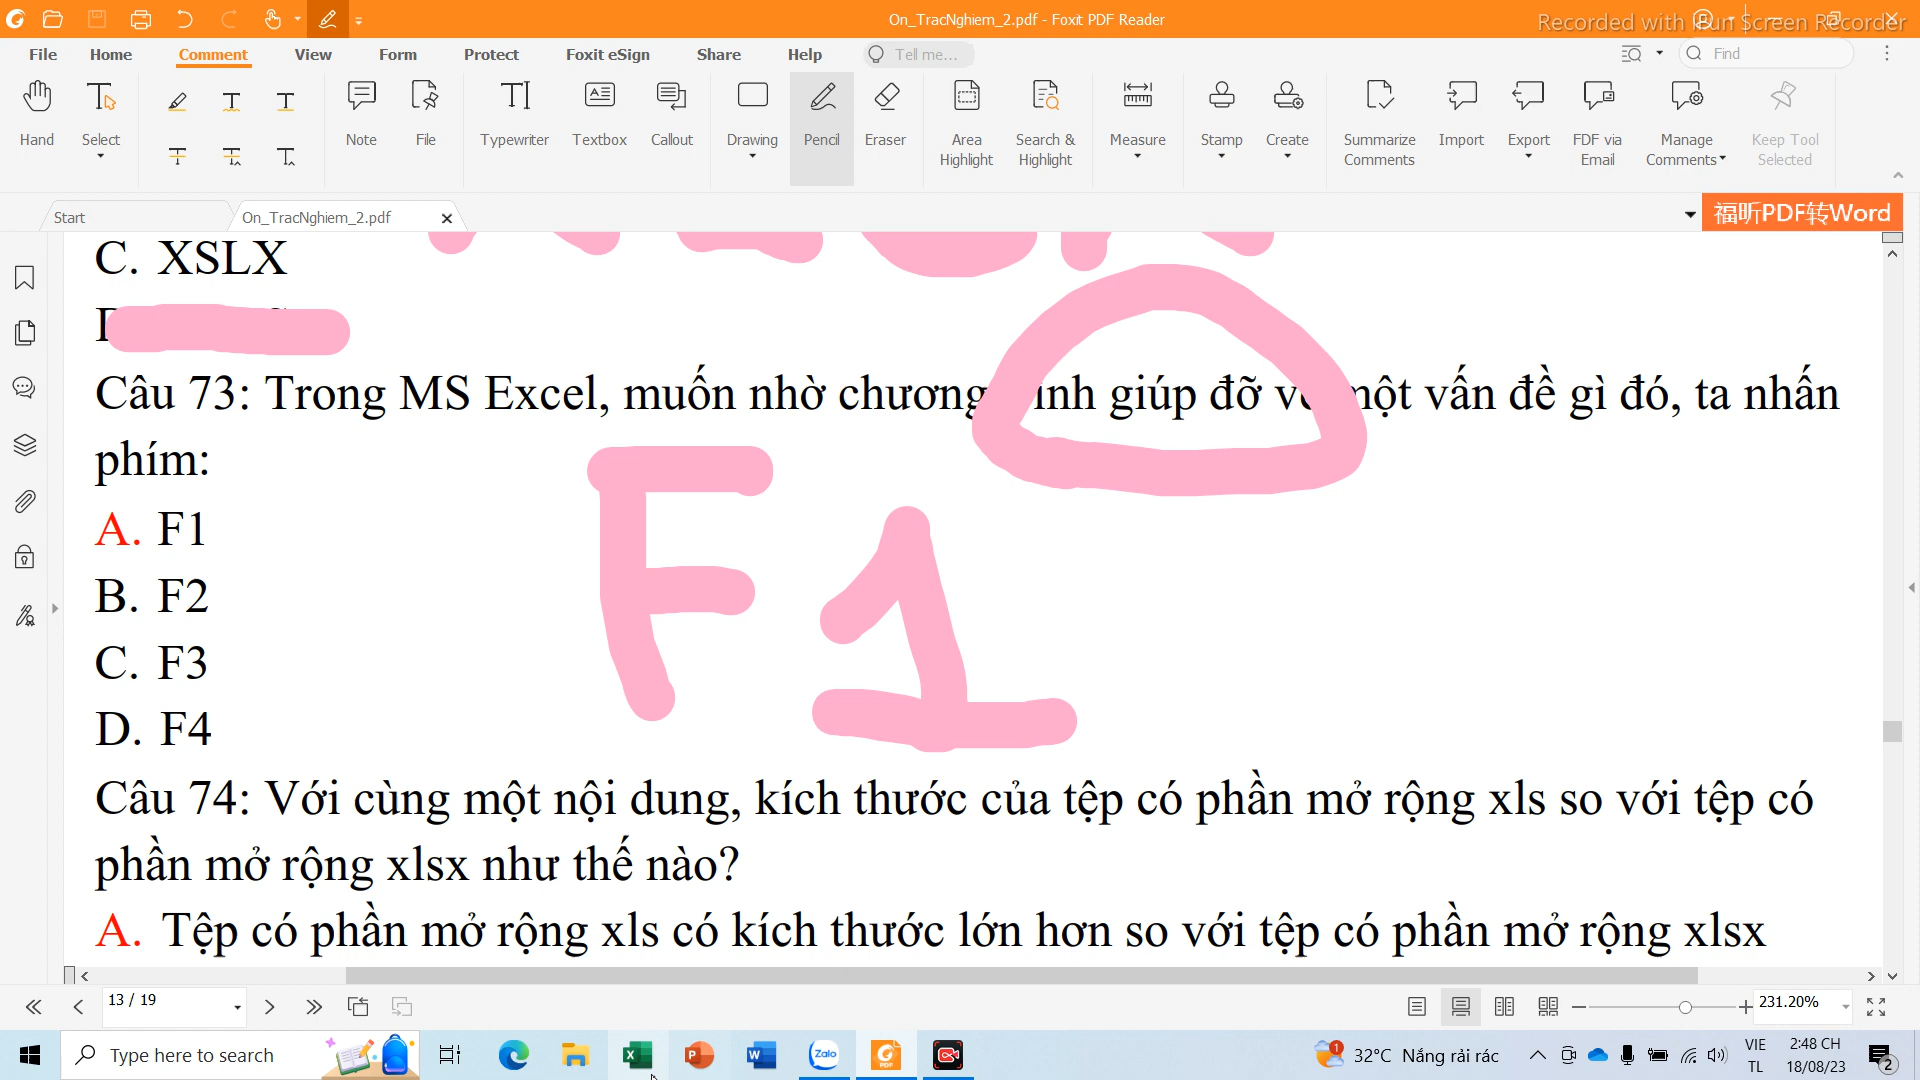 On_TracNghiem_2.pdf - Foxit PDF Reader
Recorded with iFun Screen Recorder
File Home Comment View Form Protect Foxit eSign Share Help Tell me... Find
Hand Select Note File Typewriter Textbox Callout Drawing Pencil Eraser Area Highlight Search & Highlight Measure Stamp Create Summarize Comments Import Export FDF via Email Manage Comments Keep Tool Selected
Start On_TracNghiem_2.pdf 福昕PDF转Word
C. XSLX
Câu 73: Trong MS Excel, muốn nhờ chương giúp đỡ một vấn đề gì đó, ta nhấn
phím:
F1
A. F1
B. F2
C. F3
D. F4
Câu 74: Với cùng một nội dung, kích thước của tệp có phần mở rộng xls so với tệp có
phần mở rộng xlsx như thế nào?
A. Tệp có phần mở rộng xls có kích thước lớn hơn so với tệp có phần mở rộng xlsx
13 / 19 231.20%
Type here to search Zalo 32°C Nắng rải rác VIE 2:48 CH
TL 18/08/23 2